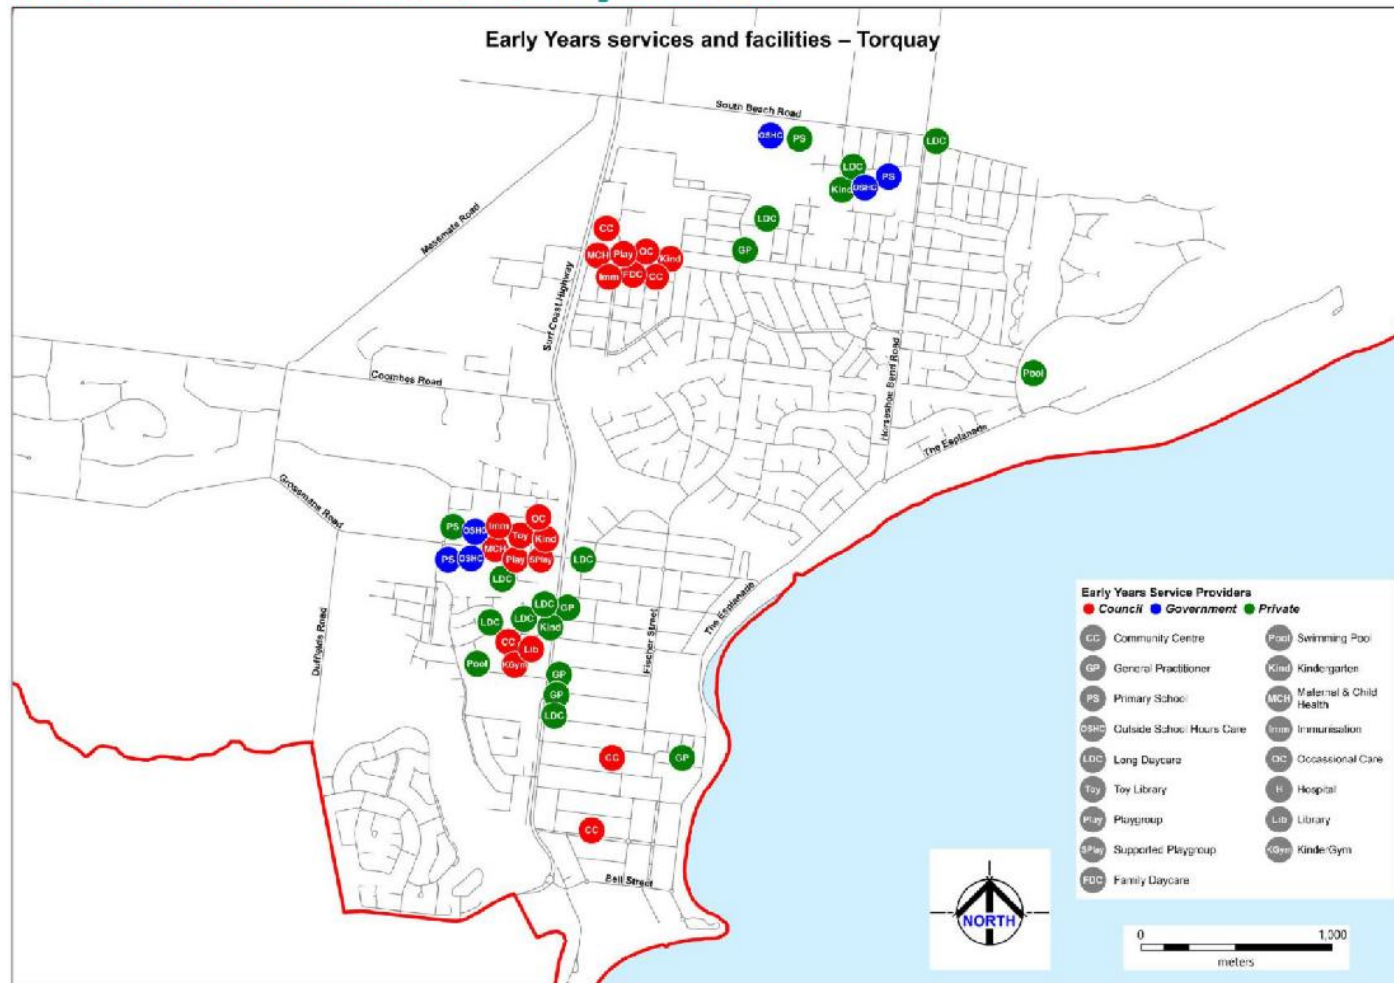 Early Years services and facilities – Torquay
South Beach Road
OSHC
PS
LDC
LDC
PS
Kind
OSHC
LDC
GP
Messmate Road
CC
MCH
Play
OC
Kind
Imm
FDC
CC
Surf Coast Highway
Horseshoe Bend Road
Pool
Coombes Road
The Esplanade
Grossmans Road
PS
OSHC
Imm
OC
Toy
Kind
MCH
PS
OSHC
Play
SPlay
LDC
LDC
LDC
GP
LDC
LDC
Kind
CC
Lib
Pool
KGym
GP
GP
LDC
Duffields Road
Fischer Street
The Esplanade
CC
GP
CC
Bell Street
Early Years Service Providers
Council Government Private
CC Community Centre
GP General Practitioner
PS Primary School
OSHC Outside School Hours Care
LDC Long Daycare
Toy Toy Library
Play Playgroup
SPlay Supported Playgroup
FDC Family Daycare
Pool Swimming Pool
Kind Kindergarten
MCH Maternal & Child
Health
Imm Immunisation
OC Occassional Care
H Hospital
Lib Library
KGym KinderGym
NORTH
0 1,000
meters